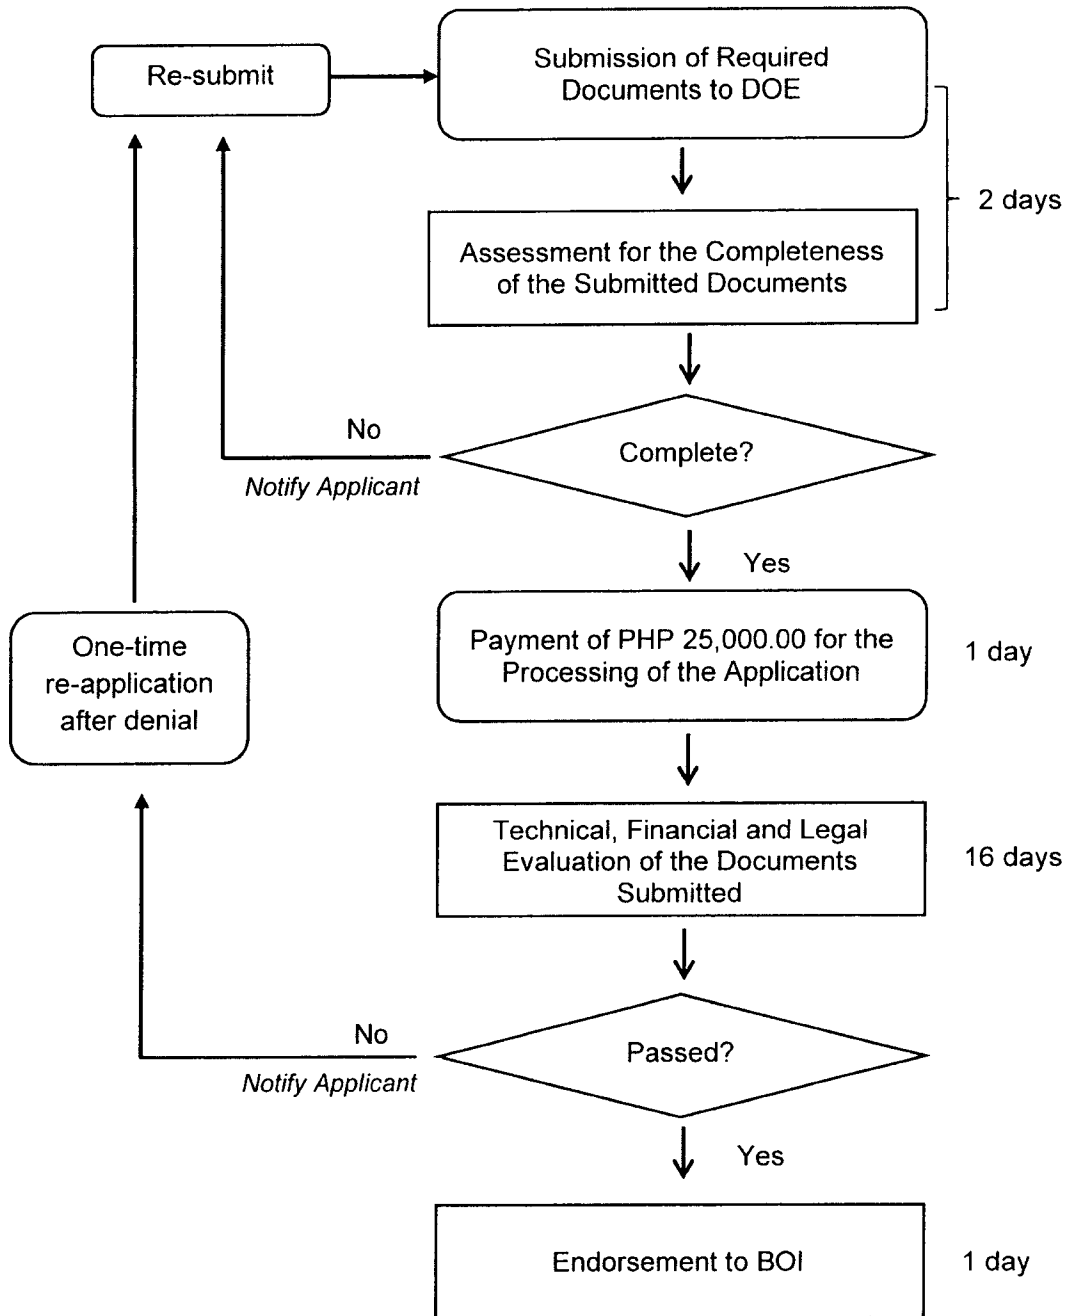 Re-submit
Submission of Required
Documents to DOE
2 days
Assessment for the Completeness
of the Submitted Documents
No
Complete?
Notify Applicant
Yes
One-time
re-application
after denial
Payment of PHP 25,000.00 for the
Processing of the Application
1 day
Technical, Financial and Legal
Evaluation of the Documents
Submitted
16 days
No
Passed?
Notify Applicant
Yes
Endorsement to BOI
1 day